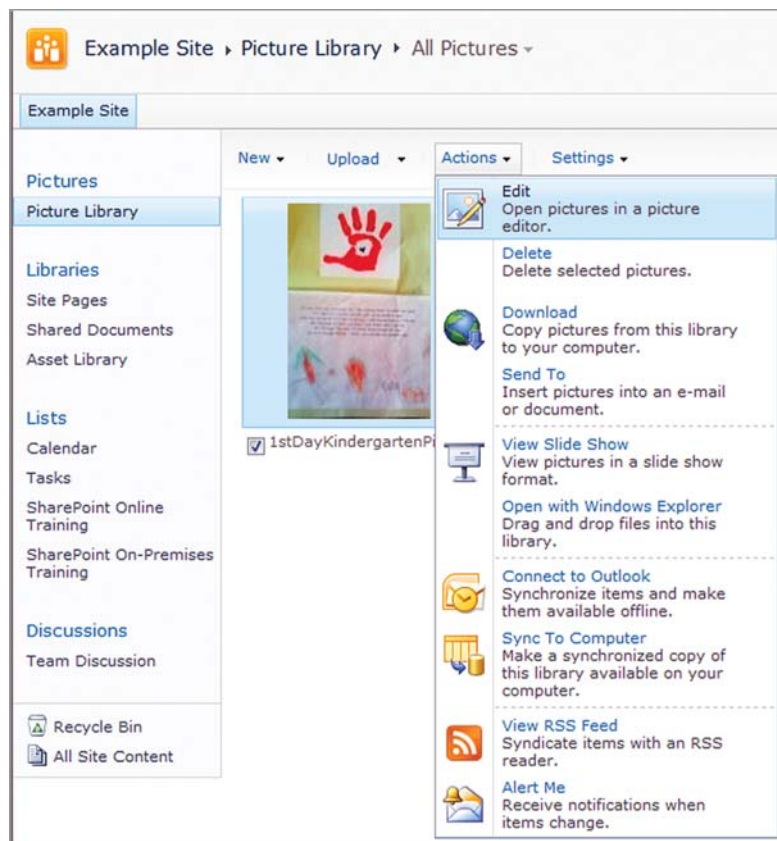 Example Site ▸ Picture Library ▸ All Pictures
Example Site
Pictures
Picture Library
Libraries
Site Pages
Shared Documents
Asset Library
Lists
Calendar
Tasks
SharePoint Online
Training
SharePoint On-Premises
Training
Discussions
Team Discussion
Recycle Bin
All Site Content
New Upload Actions Settings
1stDayKindergartenPi
Edit
Open pictures in a picture
editor.
Delete
Delete selected pictures.
Download
Copy pictures from this library
to your computer.
Send To
Insert pictures into an e-mail
or document.
View Slide Show
View pictures in a slide show
format.
Open with Windows Explorer
Drag and drop files into this
library.
Connect to Outlook
Synchronize items and make
them available offline.
Sync To Computer
Make a synchronized copy of
this library available on your
computer.
View RSS Feed
Syndicate items with an RSS
reader.
Alert Me
Receive notifications when
items change.